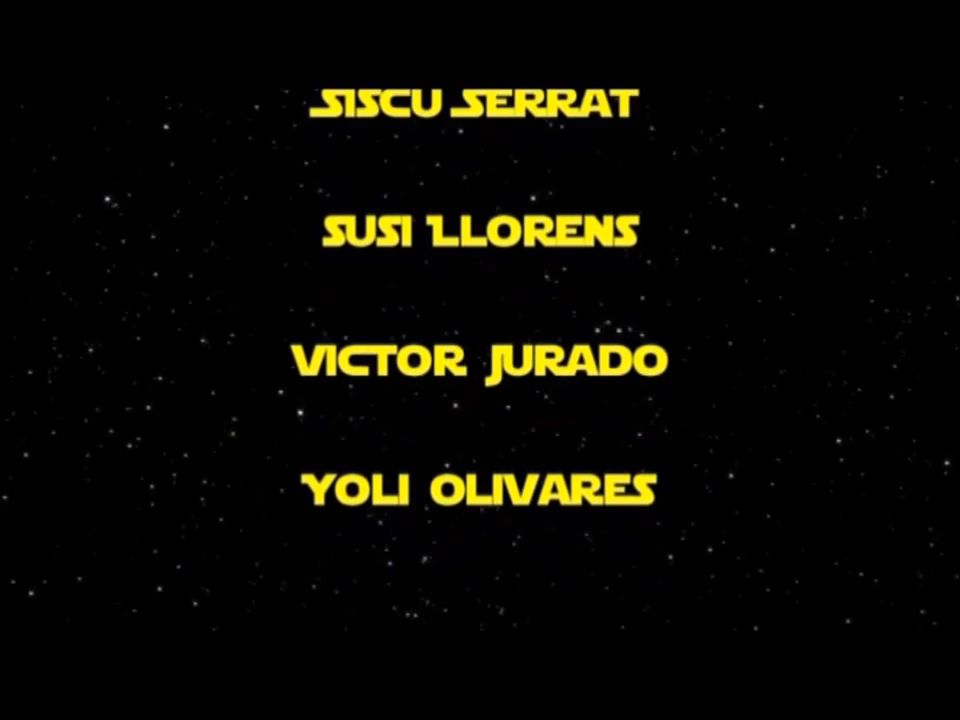 SISCU SERRAT
SUSI LLORENS
VICTOR JURADO
YOLI OLIVARES